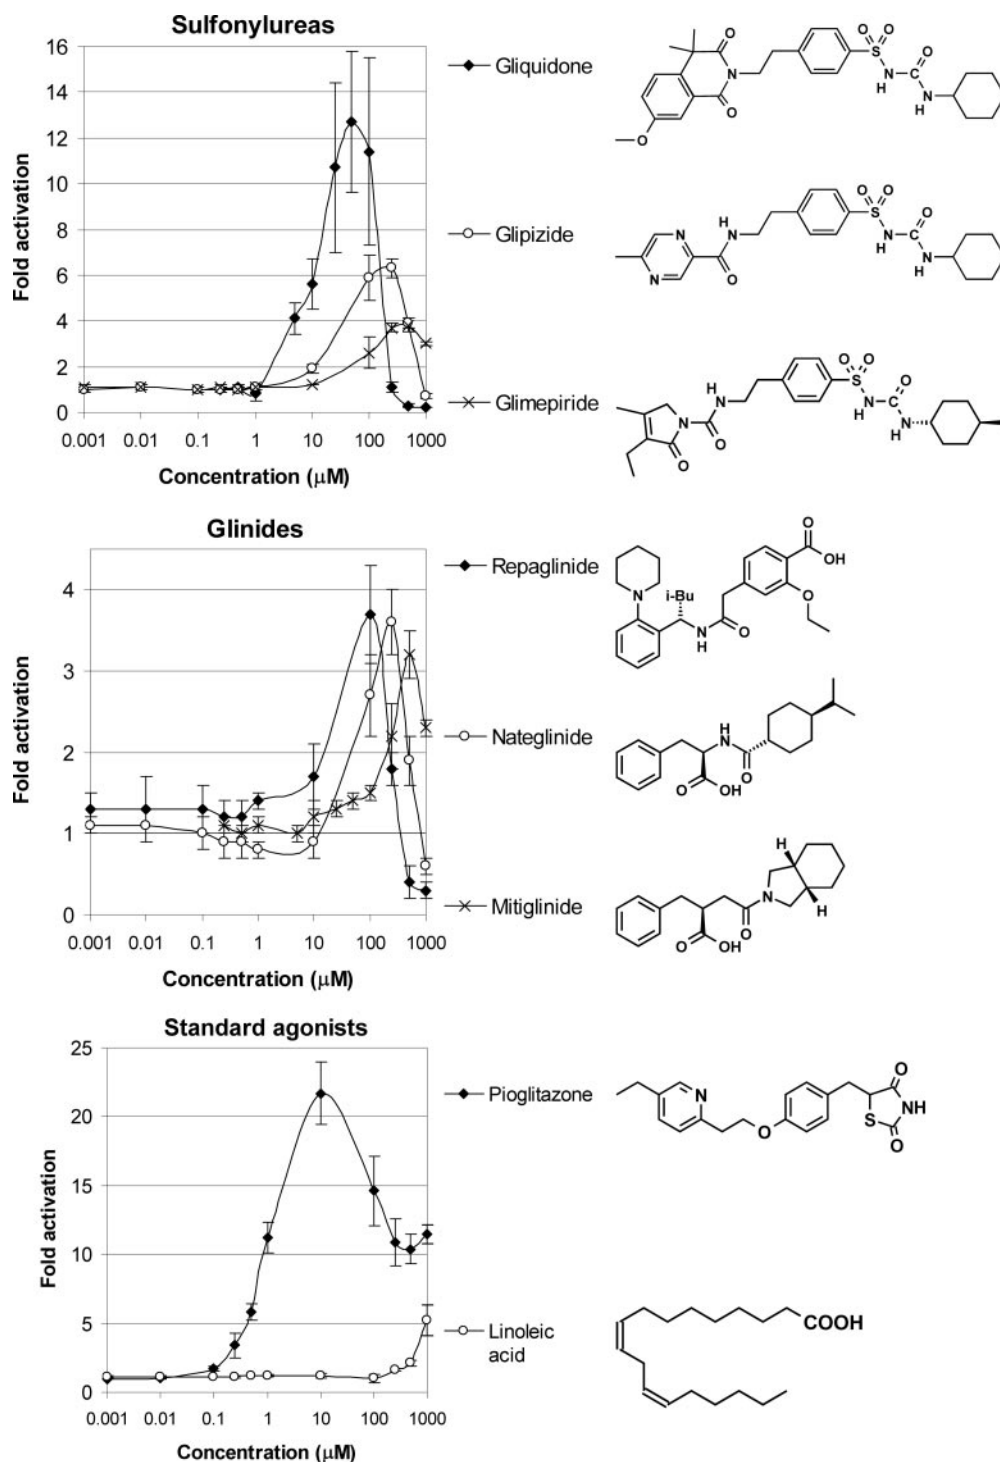 Sulfonylureas
16
14
12
10
8
6
4
2
0
Fold activation
0.001 0.01 0.1 1 10 100 1000
Concentration (μM)
Gliquidone
O
O
O
N
O
S
O
O
N
H
O
N
H
Glipizide
N
N
H
N
O
O
O
S
N
H
O
N
H
Glimepiride
N
O
O
H
N
O
O
S
N
H
O
N
H
Glinides
4
3
2
1
0
Fold activation
0.001 0.01 0.1 1 10 100 1000
Concentration (μM)
Repaglinide
N
i-Bu
N
H
O
O
OH
O
Nateglinide
H
N
O
O
OH
Mitiglinide
H
H
N
O
O
OH
Standard agonists
25
20
15
10
5
0
Fold activation
0.001 0.01 0.1 1 10 100 1000
Concentration (μM)
Pioglitazone
N
O
S
O
NH
O
Linoleic
acid
COOH